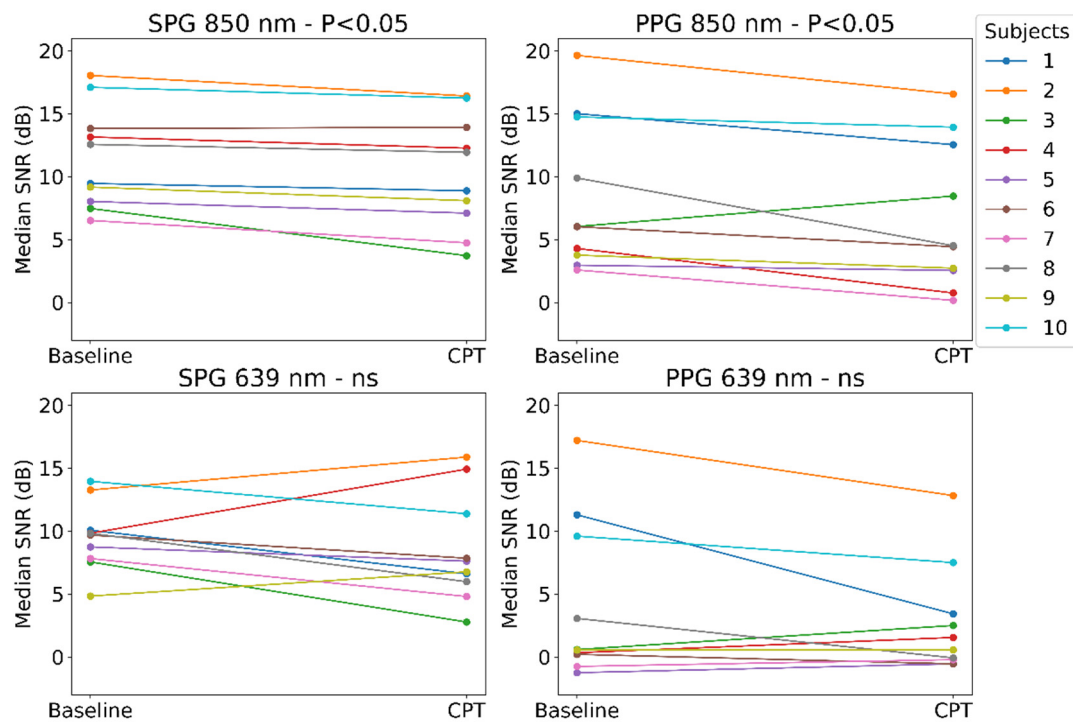 SPG 850 nm - P<0.05
Median SNR (dB)
20
15
10
5
0
Baseline CPT
PPG 850 nm - P<0.05
Median SNR (dB)
20
15
10
5
0
Baseline CPT
Subjects
1
2
3
4
5
6
7
8
9
10
SPG 639 nm - ns
Median SNR (dB)
20
15
10
5
0
Baseline CPT
PPG 639 nm - ns
Median SNR (dB)
20
15
10
5
0
Baseline CPT